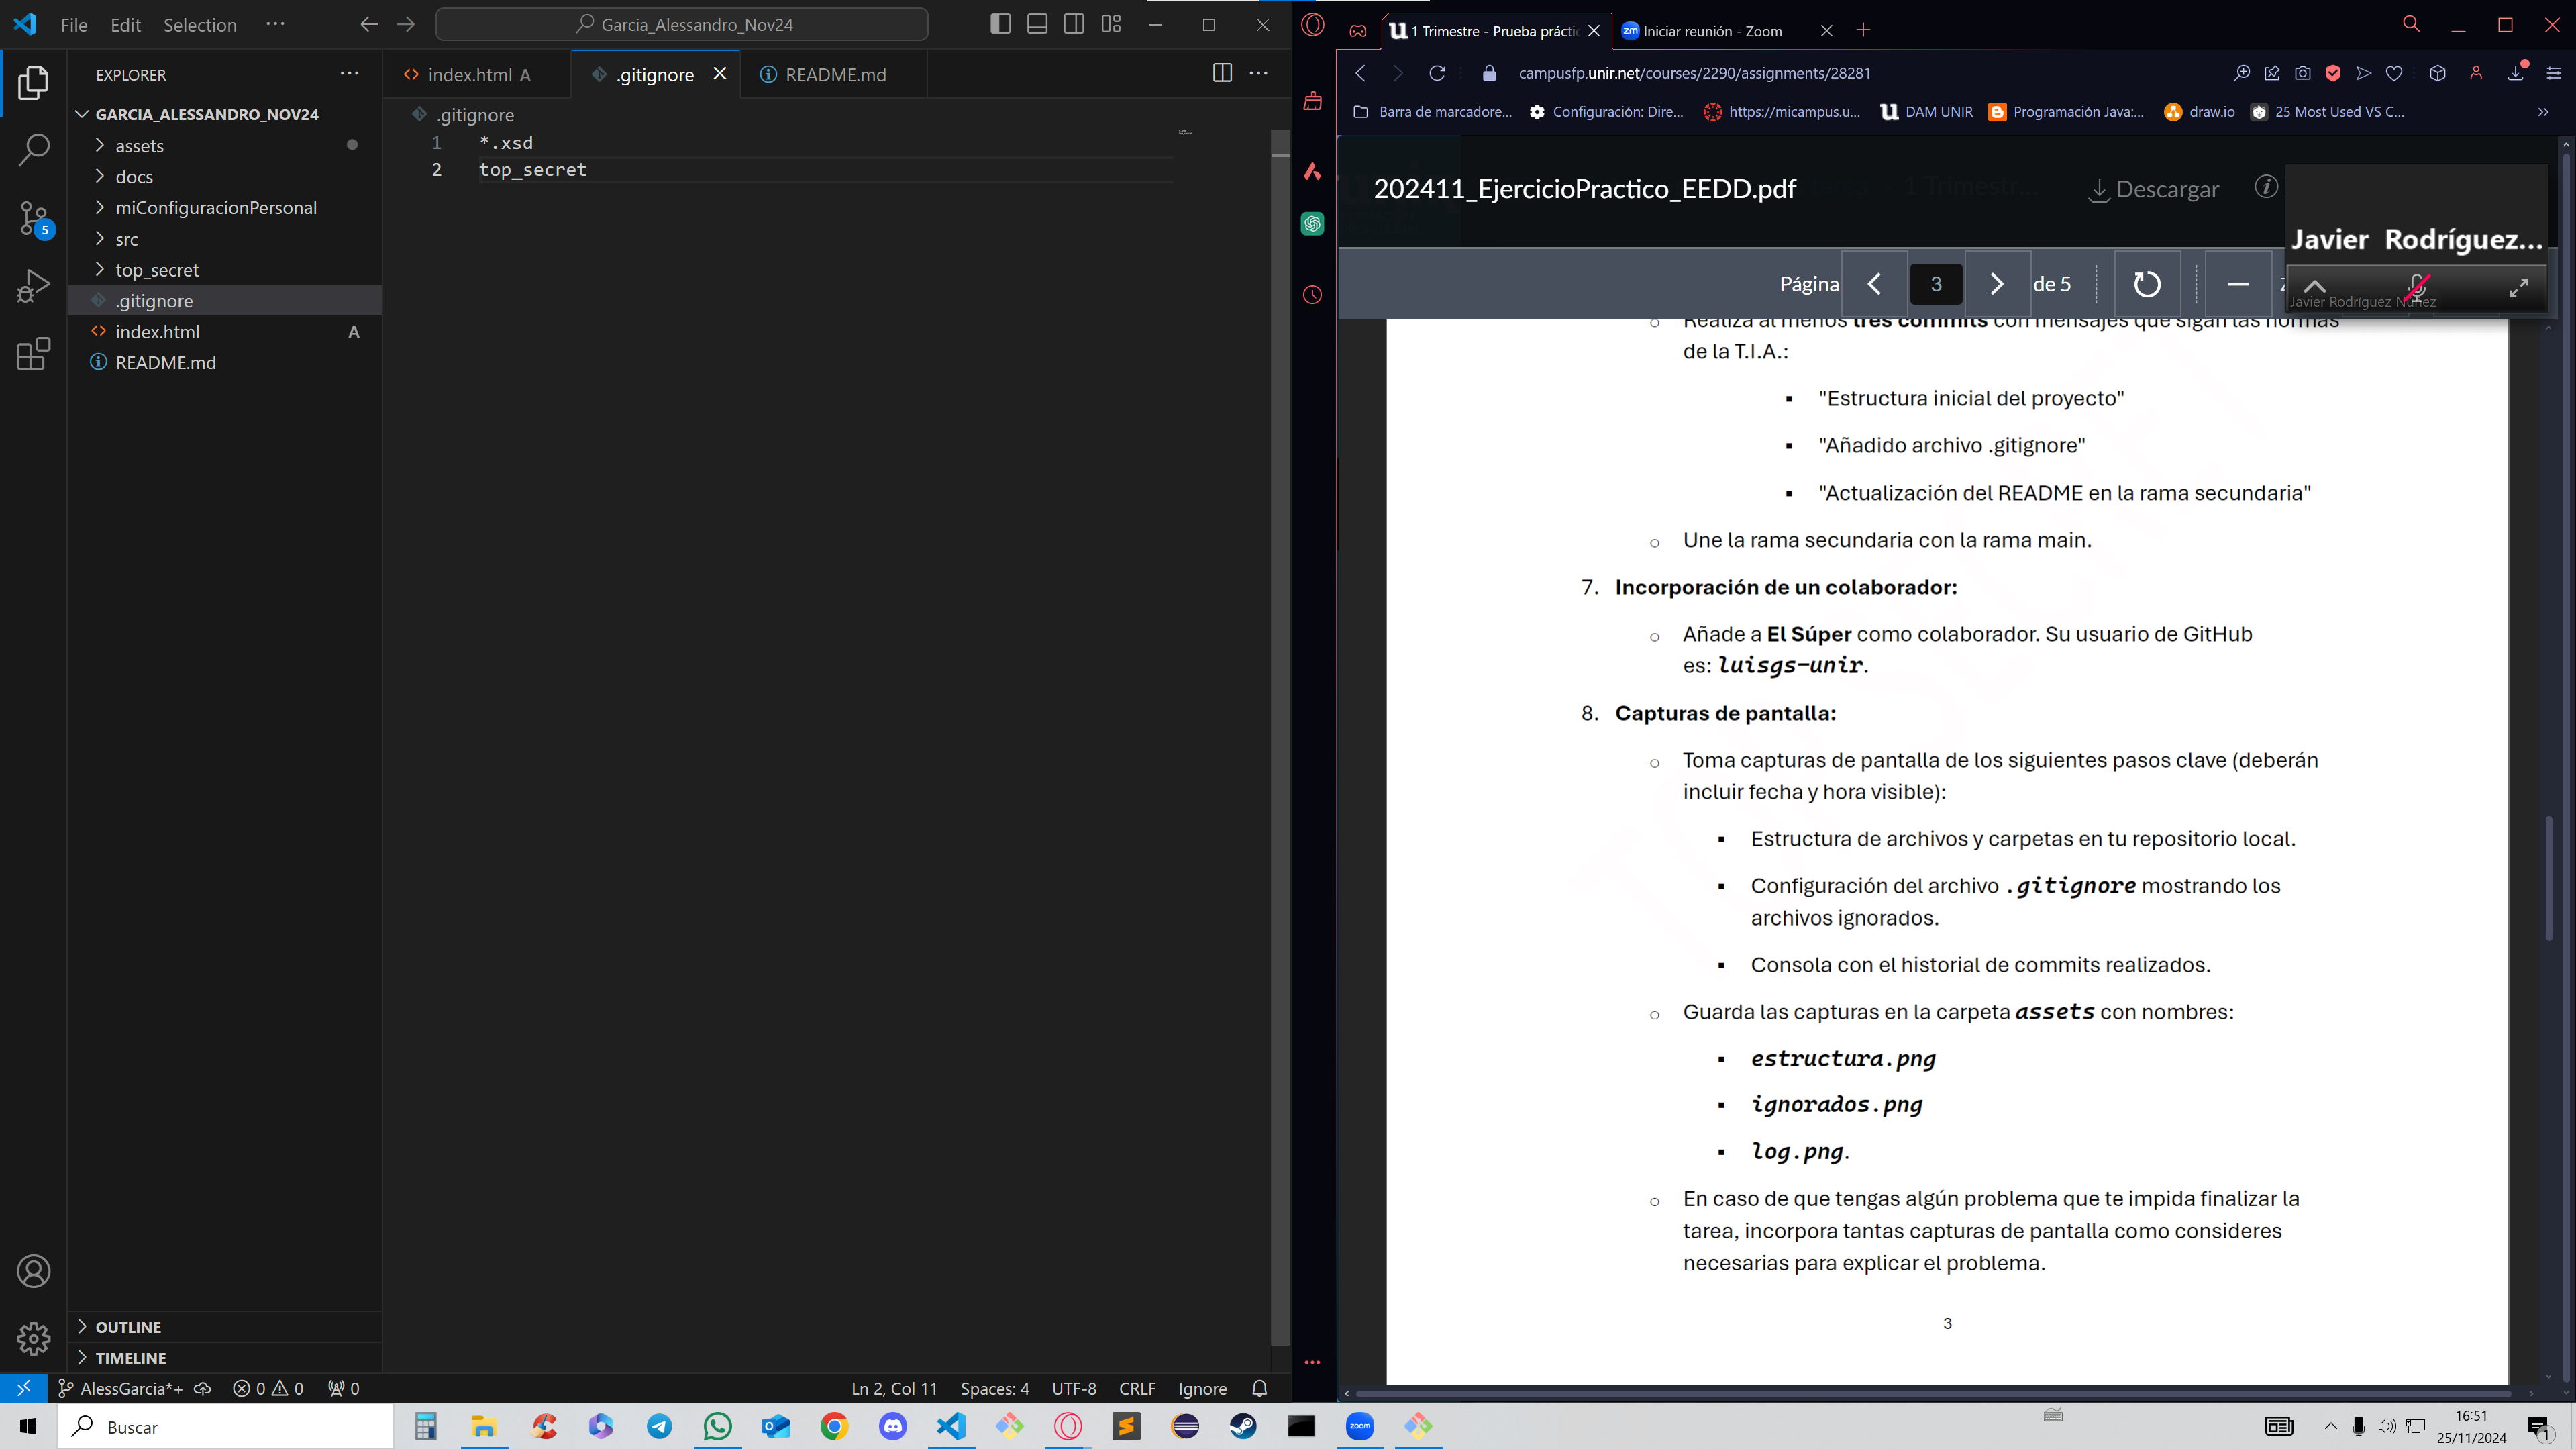 File Edit Selection ··· Garcia_Alessandro_Nov24
EXPLORER ···
GARCIA_ALESSANDRO_NOV24
assets
docs
miConfiguracionPersonal
src
top_secret
.gitignore
index.html A
README.md
5
OUTLINE
TIMELINE
index.html A
.gitignore
README.md
.gitignore
1 *.xsd
2 top_secret
AlessGarcia*+ 0 0 0
Ln 2, Col 11 Spaces: 4 UTF-8 CRLF Ignore
1 Trimestre - Prueba práctic
zm Iniciar reunión - Zoom
campusfp.unir.net/courses/2290/assignments/28281
Barra de marcadore...
Configuración: Dire...
https://micampus.u...
DAM UNIR
Programación Java:...
draw.io
25 Most Used VS C...
202411_EjercicioPractico_EEDD.pdf
Descargar
Javier Rodríguez...
Javier Rodríguez Núñez
Página 3 de 5
Realiza al menos tres commits con mensajes que sigan las normas
de la T.I.A.:
▪ "Estructura inicial del proyecto"
▪ "Añadido archivo .gitignore"
▪ "Actualización del README en la rama secundaria"
o Une la rama secundaria con la rama main.
7. Incorporación de un colaborador:
o Añade a El Súper como colaborador. Su usuario de GitHub
es: luisgs-unir.
8. Capturas de pantalla:
o Toma capturas de pantalla de los siguientes pasos clave (deberán
incluir fecha y hora visible):
▪ Estructura de archivos y carpetas en tu repositorio local.
▪ Configuración del archivo .gitignore mostrando los
archivos ignorados.
▪ Consola con el historial de commits realizados.
o Guarda las capturas en la carpeta assets con nombres:
▪ estructura.png
▪ ignorados.png
▪ log.png.
o En caso de que tengas algún problema que te impida finalizar la
tarea, incorpora tantas capturas de pantalla como consideres
necesarias para explicar el problema.
3
Buscar
zoom
16:51
25/11/2024
1